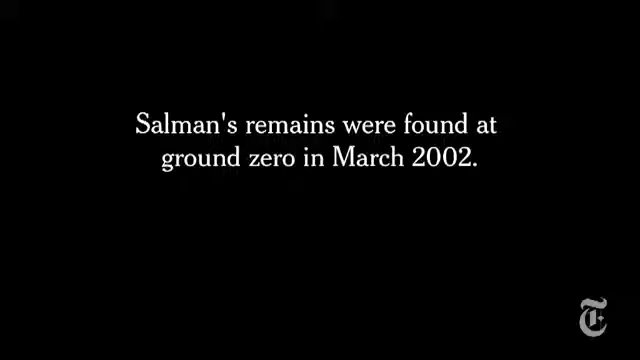 Salman's remains were found at
ground zero in March 2002.